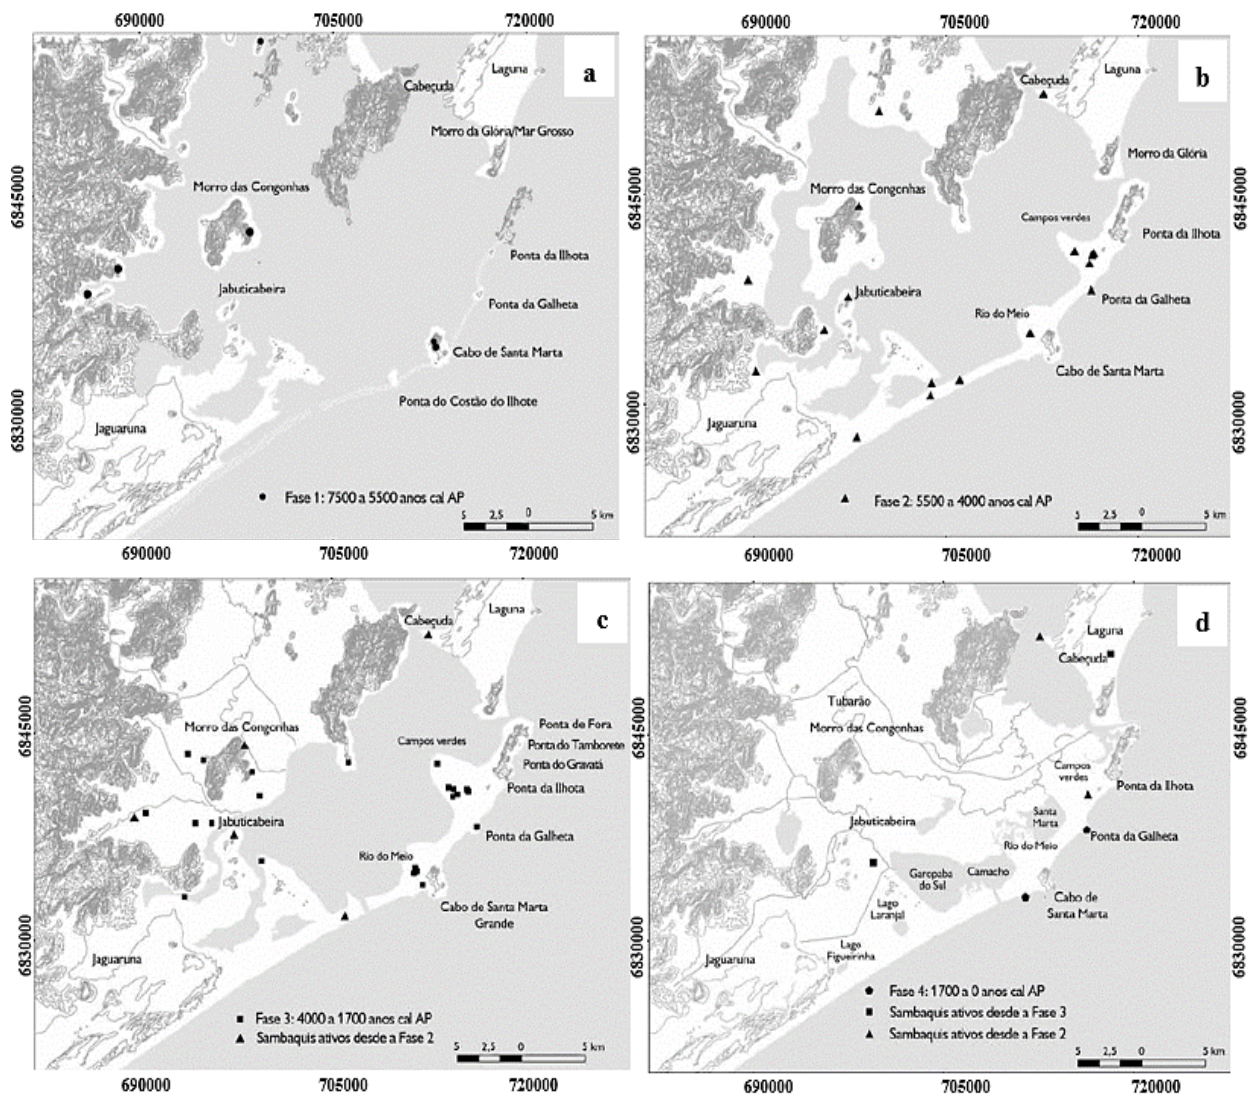 690000 705000 720000
a
Laguna
Cabeçuda
Morro da Glória/Mar Grosso
6845000
Morro das Congonhas
Ponta da Ilhota
Jabuticabeira
Ponta da Galheta
Cabo de Santa Marta
Ponta do Costão do Ilhote
6830000
Jaguaruna
Fase 1: 7500 a 5500 anos cal AP
5 2,5 0 5 km
690000 705000 720000
690000 705000 720000
b
Laguna
Cabeçuda
Morro da Glória
6845000
Morro das Congonhas
Campos verdes
Ponta da Ilhota
Jabuticabeira
Ponta da Galheta
Rio do Meio
Cabo de Santa Marta
6830000
Jaguaruna
Fase 2: 5500 a 4000 anos cal AP
5 2,5 0 5 km
690000 705000 720000
c
Laguna
Cabeçuda
6845000
Morro das Congonhas
Ponta de Fora
Campos verdes
Ponta do Tamborete
Ponta do Gravatá
Ponta da Ilhota
Jabuticabeira
Ponta da Galheta
Rio do Meio
Cabo de Santa Marta
Grande
6830000
Jaguaruna
Fase 3: 4000 a 1700 anos cal AP
Sambaquis ativos desde a Fase 2
5 2,5 0 5 km
690000 705000 720000
d
Laguna
Cabeçuda
6845000
Tubarão
Morro das Congonhas
Campos
verdes
Ponta da Ilhota
Santa
Marta
Jabuticabeira
Ponta da Galheta
Rio do Meio
Garopaba
do Sul
Camacho
Cabo de
Santa Marta
Lago
Laranjal
6830000
Lago
Figueirinha
Jaguaruna
Fase 4: 1700 a 0 anos cal AP
Sambaquis ativos desde a Fase 3
Sambaquis ativos desde a Fase 2
5 2,5 0 5 km
690000 705000 720000
6845000
6830000
6845000
6830000